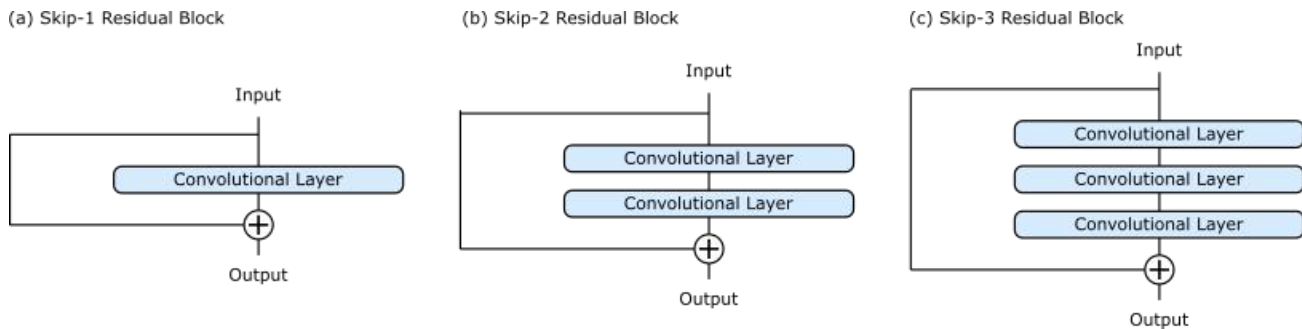 (a) Skip-1 Residual Block
Input
Convolutional Layer
Output
(b) Skip-2 Residual Block
Input
Convolutional Layer
Convolutional Layer
Output
(c) Skip-3 Residual Block
Input
Convolutional Layer
Convolutional Layer
Convolutional Layer
Output